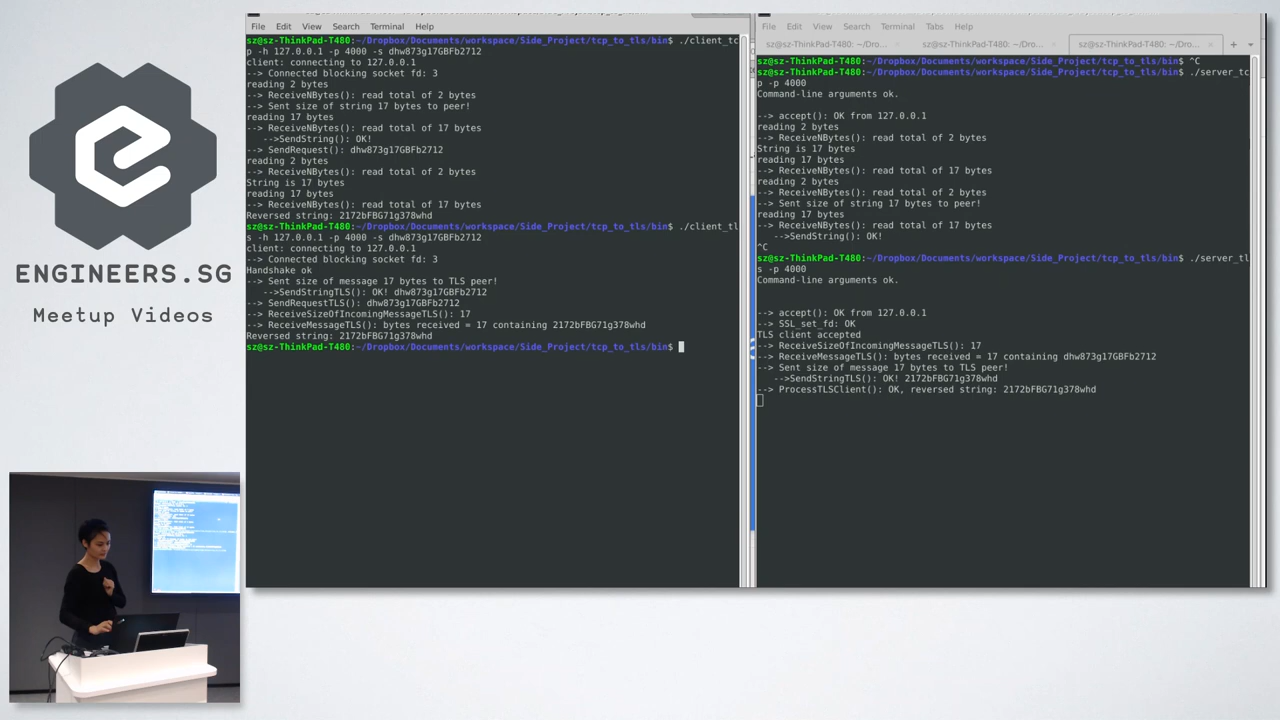 ENGINEERS.SG
Meetup Videos
File Edit View Search Terminal Help
sz@sz-ThinkPad-T480:~/Dropbox/Documents/workspace/Side_Project/tcp_to_tls/bin$ ./client_tc
p -h 127.0.0.1 -p 4000 -s dhw873g17GBFb2712
client: connecting to 127.0.0.1
--> Connected blocking socket fd: 3
reading 2 bytes
--> ReceiveNBytes(): read total of 2 bytes
--> Sent size of string 17 bytes to peer!
reading 17 bytes
--> ReceiveNBytes(): read total of 17 bytes
-->SendString(): OK!
--> SendRequest(): dhw873g17GBFb2712
reading 2 bytes
--> ReceiveNBytes(): read total of 2 bytes
String is 17 bytes
reading 17 bytes
--> ReceiveNBytes(): read total of 17 bytes
Reversed string: 2172bFBG71g378whd
sz@sz-ThinkPad-T480:~/Dropbox/Documents/workspace/Side_Project/tcp_to_tls/bin$ ./client_tl
s -h 127.0.0.1 -p 4000 -s dhw873g17GBFb2712
client: connecting to 127.0.0.1
--> Connected blocking socket fd: 3
Handshake ok
--> Sent size of message 17 bytes to TLS peer!
-->SendStringTLS(): OK! dhw873g17GBFb2712
--> SendRequestTLS(): dhw873g17GBFb2712
--> ReceiveSizeOfIncomingMessageTLS(): 17
--> ReceiveMessageTLS(): bytes received = 17 containing 2172bFBG71g378whd
Reversed string: 2172bFBG71g378whd
sz@sz-ThinkPad-T480:~/Dropbox/Documents/workspace/Side_Project/tcp_to_tls/bin$
File Edit View Search Terminal Tabs Help
sz@sz-ThinkPad-T480: ~/Dro... × sz@sz-ThinkPad-T480: ~/Dro... × sz@sz-ThinkPad-T480: ~/Dro... ×
sz@sz-ThinkPad-T480:~/Dropbox/Documents/workspace/Side_Project/tcp_to_tls/bin$ ^C
sz@sz-ThinkPad-T480:~/Dropbox/Documents/workspace/Side_Project/tcp_to_tls/bin$ ./server_tc
p -p 4000
Command-line arguments ok.
--> accept(): OK from 127.0.0.1
reading 2 bytes
--> ReceiveNBytes(): read total of 2 bytes
String is 17 bytes
reading 17 bytes
--> ReceiveNBytes(): read total of 17 bytes
reading 2 bytes
--> ReceiveNBytes(): read total of 2 bytes
--> Sent size of string 17 bytes to peer!
reading 17 bytes
--> ReceiveNBytes(): read total of 17 bytes
-->SendString(): OK!
^C
sz@sz-ThinkPad-T480:~/Dropbox/Documents/workspace/Side_Project/tcp_to_tls/bin$ ./server_tl
s -p 4000
Command-line arguments ok.
--> accept(): OK from 127.0.0.1
--> SSL_set_fd: OK
TLS client accepted
--> ReceiveSizeOfIncomingMessageTLS(): 17
--> ReceiveMessageTLS(): bytes received = 17 containing dhw873g17GBFb2712
--> Sent size of message 17 bytes to TLS peer!
-->SendStringTLS(): OK! 2172bFBG71g378whd
--> ProcessTLSClient(): OK, reversed string: 2172bFBG71g378whd